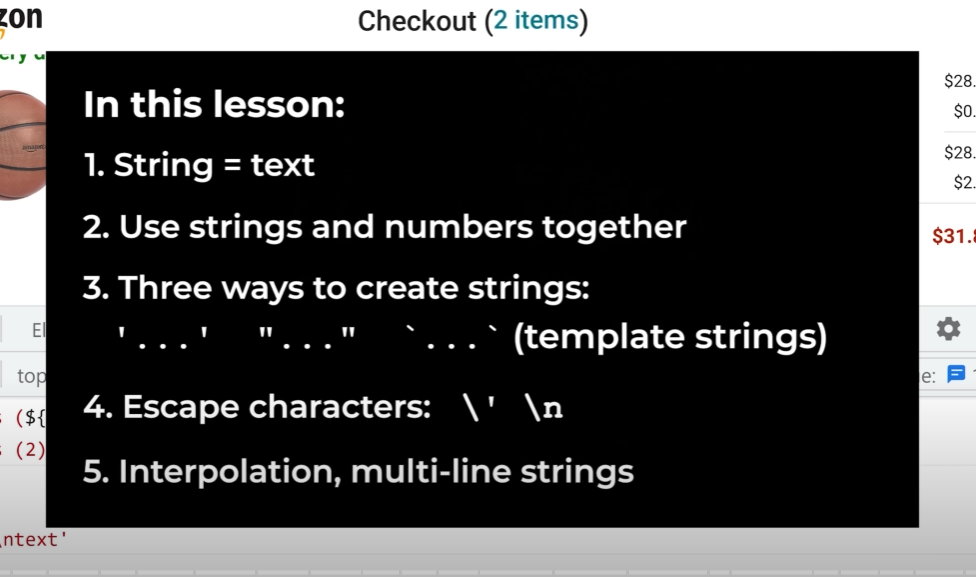 zon
Checkout (2 items)
In this lesson:
1. String = text
2. Use strings and numbers together
3. Three ways to create strings:
'...' "..." `...` (template strings)
4. Escape characters: \' \n
5. Interpolation, multi-line strings
$28.
$0.
$28.
$2.
$31.8
El
top
e:
(${
(2)
\ntext'